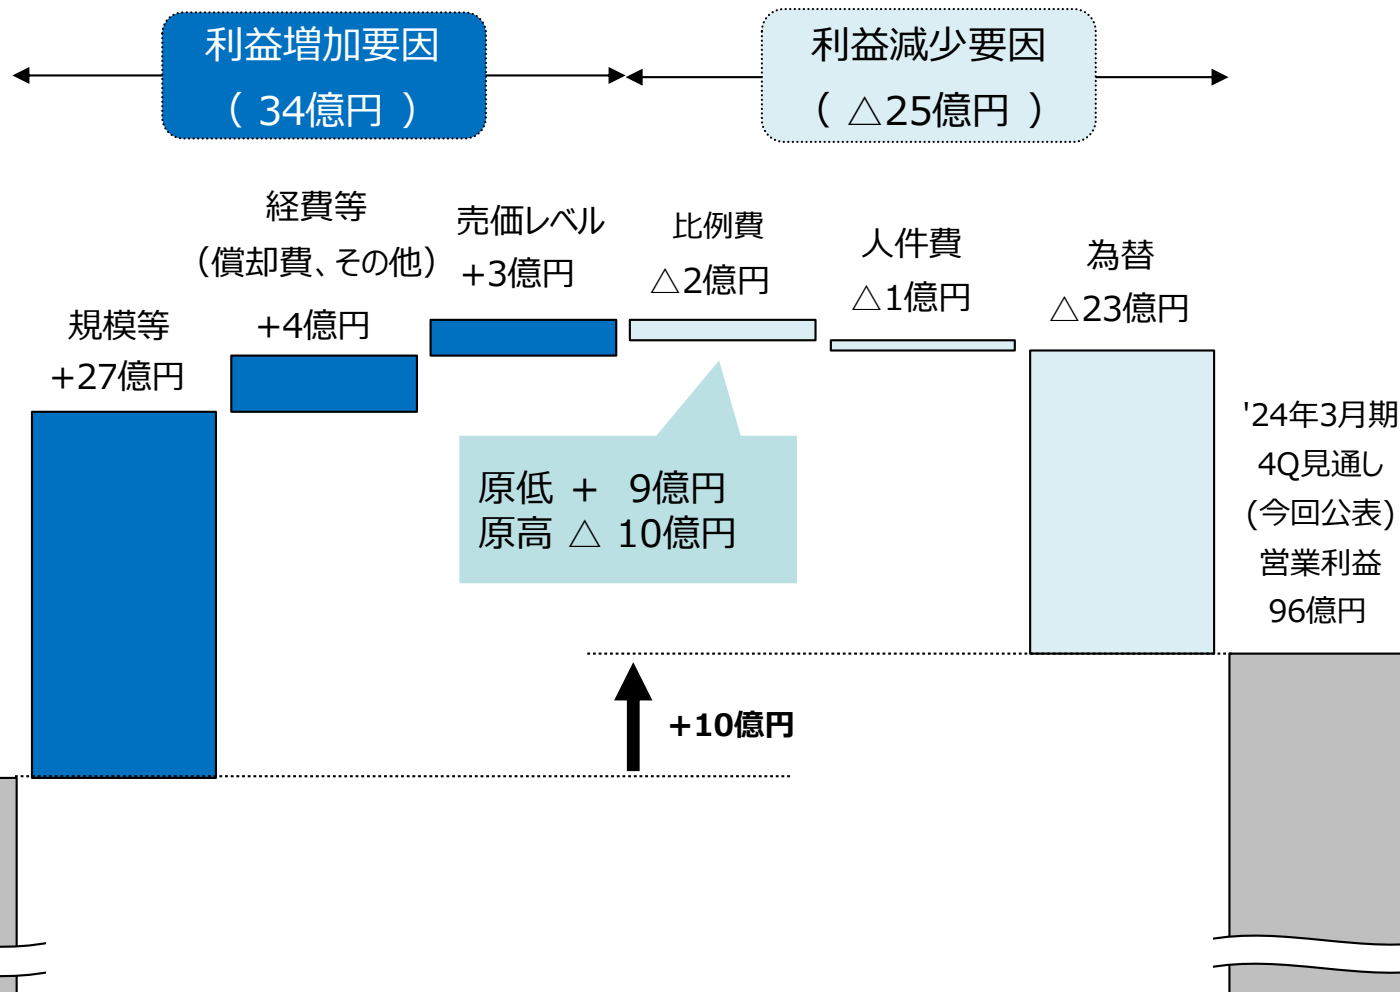 利益増加要因
( 34億円 )
利益減少要因
( △25億円 )
規模等
+27億円
経費等
(償却費、その他)
+4億円
売価レベル
+3億円
比例費
△2億円
人件費
△1億円
為替
△23億円
原低 + 9億円
原高 △ 10億円
+10億円
'24年3月期
4Q見通し
(今回公表)
営業利益
96億円